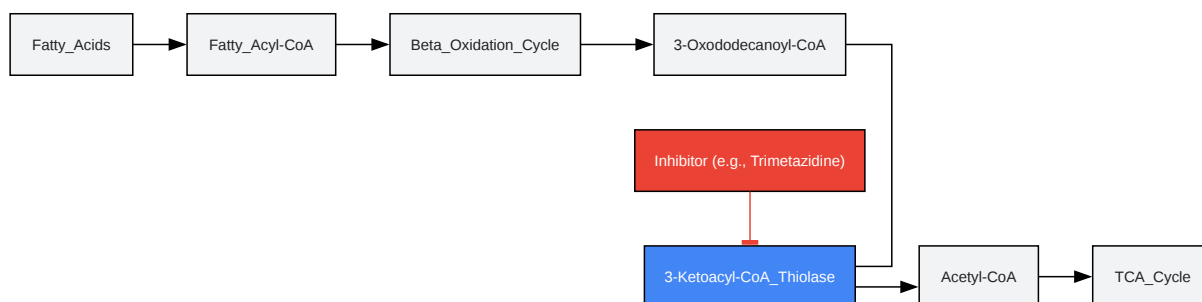 Fatty_Acids
Fatty_Acyl-CoA
Beta_Oxidation_Cycle
3-Oxododecanoyl-CoA
Inhibitor (e.g., Trimetazidine)
3-Ketoacyl-CoA_Thiolase
Acetyl-CoA
TCA_Cycle